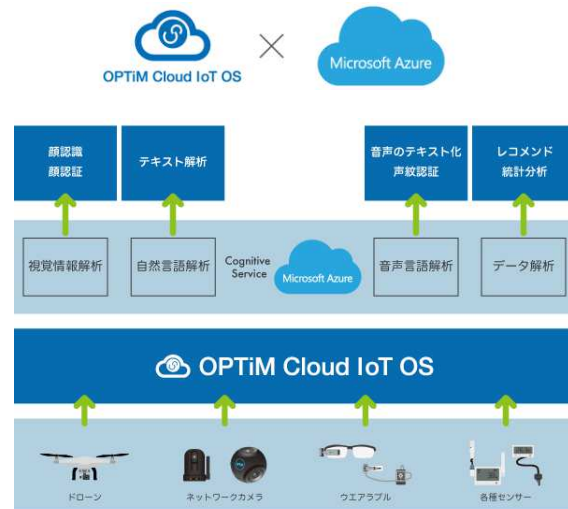 OPTiM Cloud IoT OS
×
Microsoft Azure
顔認識
顔認証
テキスト解析
音声のテキスト化
声紋認証
レコメンド
統計分析
視覚情報解析
自然言語解析
Cognitive
Service
Microsoft Azure
音声言語解析
データ解析
OPTiM Cloud IoT OS
ドローン
ネットワークカメラ
ウエアラブル
各種センサー